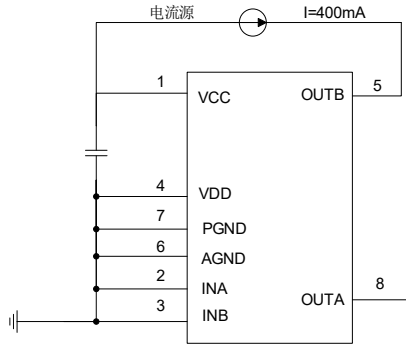 电流源 I=400mA
1 VCC OUTB 5
4 VDD
7 PGND
6 AGND
2 INA OUTA 8
3 INB